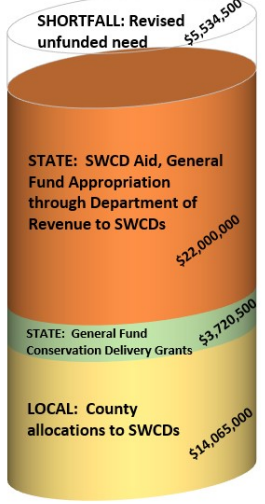 SHORTFALL: Revised
unfunded need
$5,534,500
STATE: SWCD Aid, General
Fund Appropriation
through Department of
Revenue to SWCDs
$22,000,000
STATE: General Fund
Conservation Delivery Grants
$3,720,500
LOCAL: County
allocations to SWCDs
$14,065,000